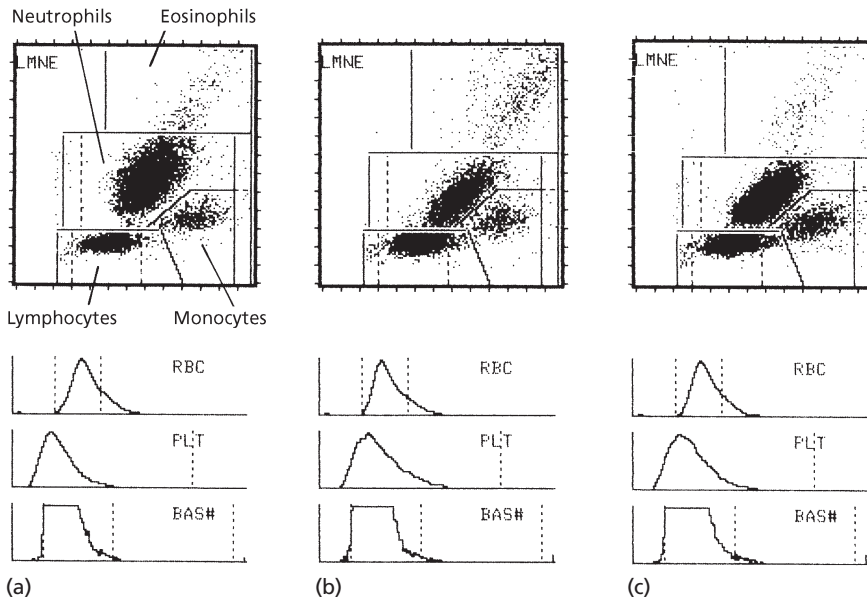 Neutrophils Eosinophils
LMNE LMNE LMNE
Lymphocytes Monocytes
RBC RBC RBC
PLT PLT PLT
BAS# BAS# BAS#
(a) (b) (c)